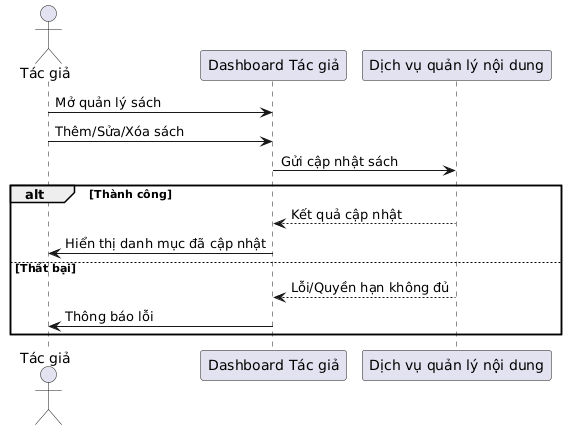 Tác giả
Dashboard Tác giả
Dịch vụ quản lý nội dung
Mở quản lý sách
Thêm/Sửa/Xóa sách
Gửi cập nhật sách
alt [Thành công]
Kết quả cập nhật
Hiển thị danh mục đã cập nhật
[Thất bại]
Lỗi/Quyền hạn không đủ
Thông báo lỗi
Tác giả
Dashboard Tác giả
Dịch vụ quản lý nội dung